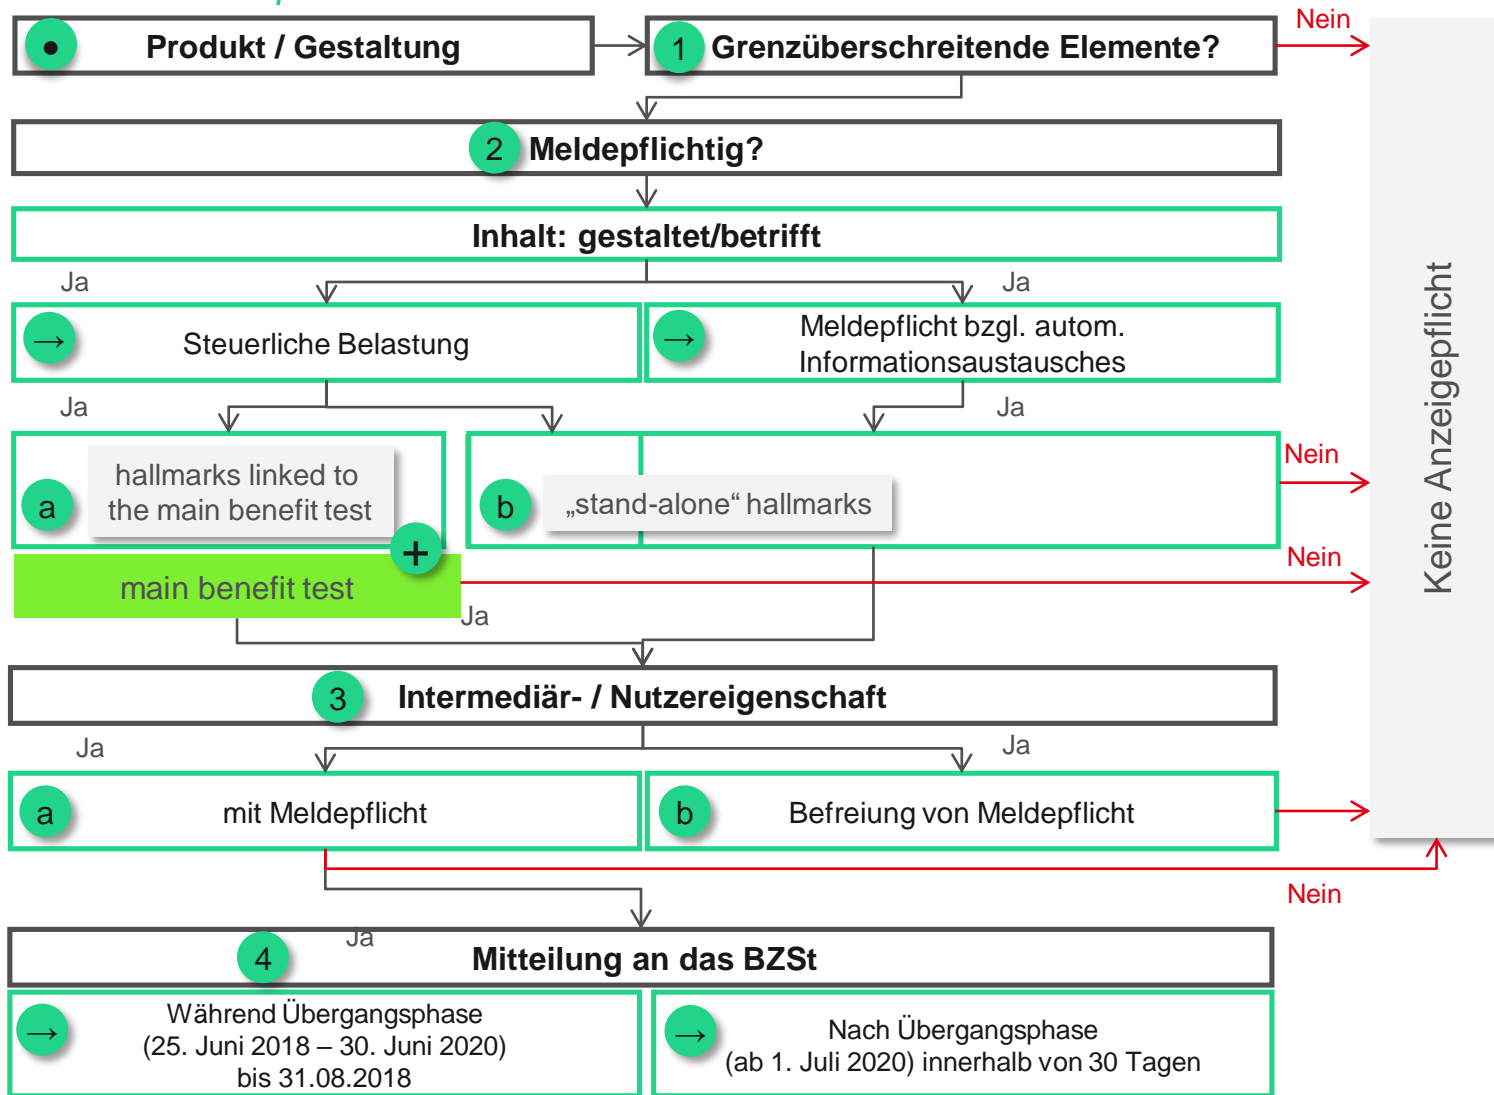 ● Produkt / Gestaltung
1 Grenzüberschreitende Elemente?
Nein
2 Meldepflichtig?
Inhalt: gestaltet/betrifft
Ja
Ja
→ Steuerliche Belastung
→ Meldepflicht bzgl. autom.
Informationsaustausches
Ja
Ja
a hallmarks linked to
the main benefit test
+
b „stand-alone“ hallmarks
Nein
main benefit test
Nein
Ja
3 Intermediär- / Nutzereigenschaft
Ja
Ja
a mit Meldepflicht
b Befreiung von Meldepflicht
Nein
Keine Anzeigepflicht
Ja
4 Mitteilung an das BZSt
→ Während Übergangsphase
(25. Juni 2018 – 30. Juni 2020)
bis 31.08.2018
→ Nach Übergangsphase
(ab 1. Juli 2020) innerhalb von 30 Tagen